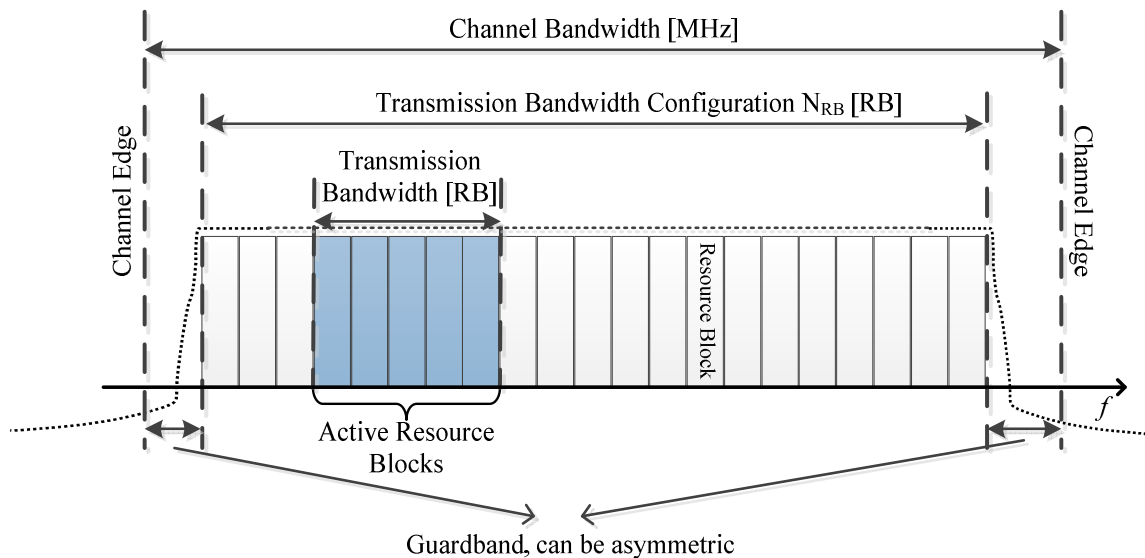 Channel Bandwidth [MHz]
Transmission Bandwidth Configuration NRB [RB]
Transmission
Bandwidth [RB]
Channel Edge
Channel Edge
Resource Block
f
Active Resource
Blocks
Guardband, can be asymmetric